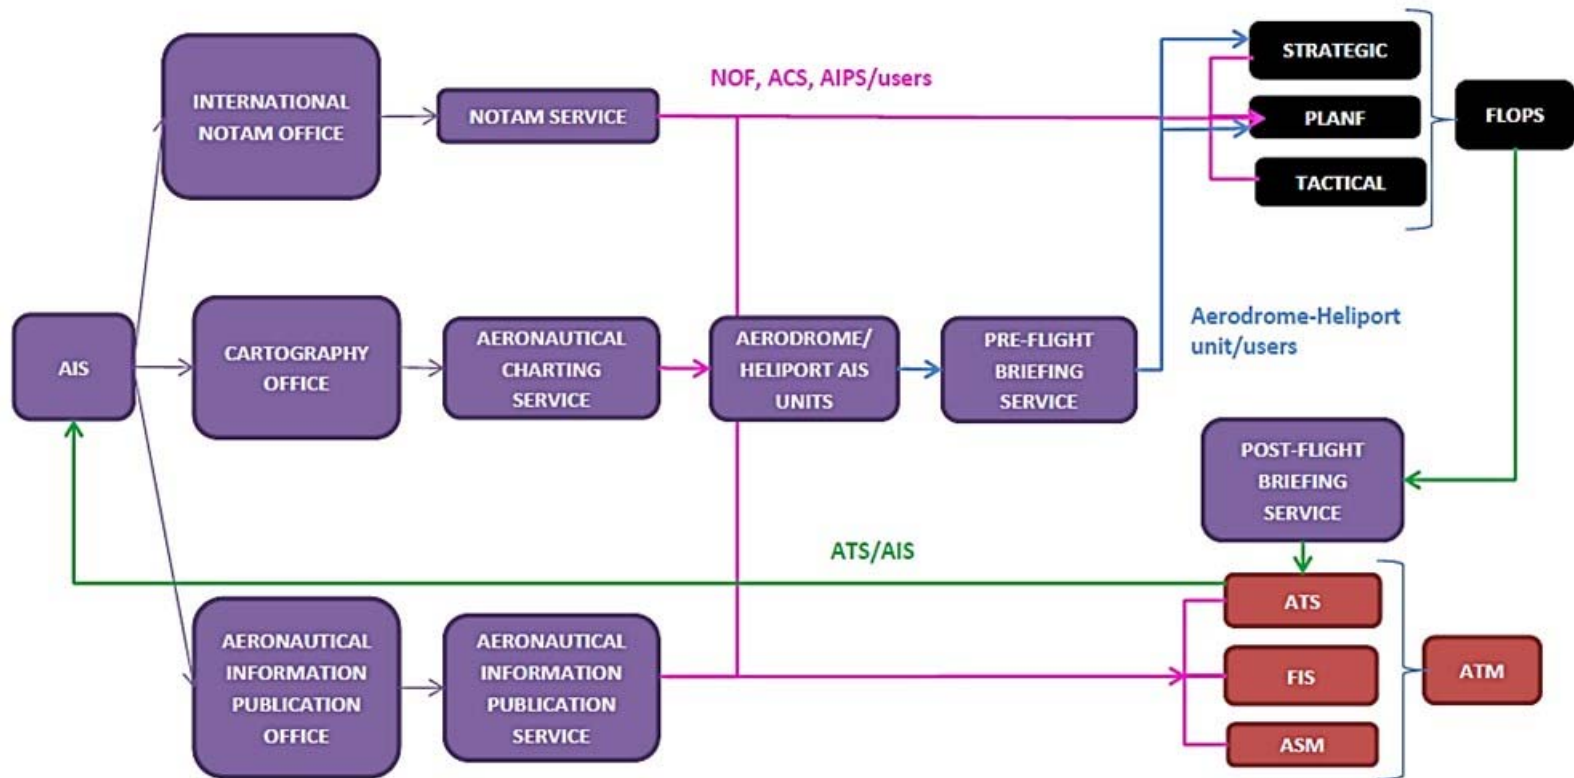 STRATEGIC
NOF, ACS, AIPS/users
INTERNATIONAL
NOTAM OFFICE
NOTAM SERVICE
PLANF
FLOPS
TACTICAL
Aerodrome-Heliport
unit/users
AIS
CARTOGRAPHY
OFFICE
AERONAUTICAL
CHARTING
SERVICE
AERODROME/
HELIPORT AIS
UNITS
PRE-FLIGHT
BRIEFING
SERVICE
POST-FLIGHT
BRIEFING
SERVICE
ATS/AIS
ATS
AERONAUTICAL
INFORMATION
PUBLICATION
OFFICE
AERONAUTICAL
INFORMATION
PUBLICATION
SERVICE
FIS
ATM
ASM